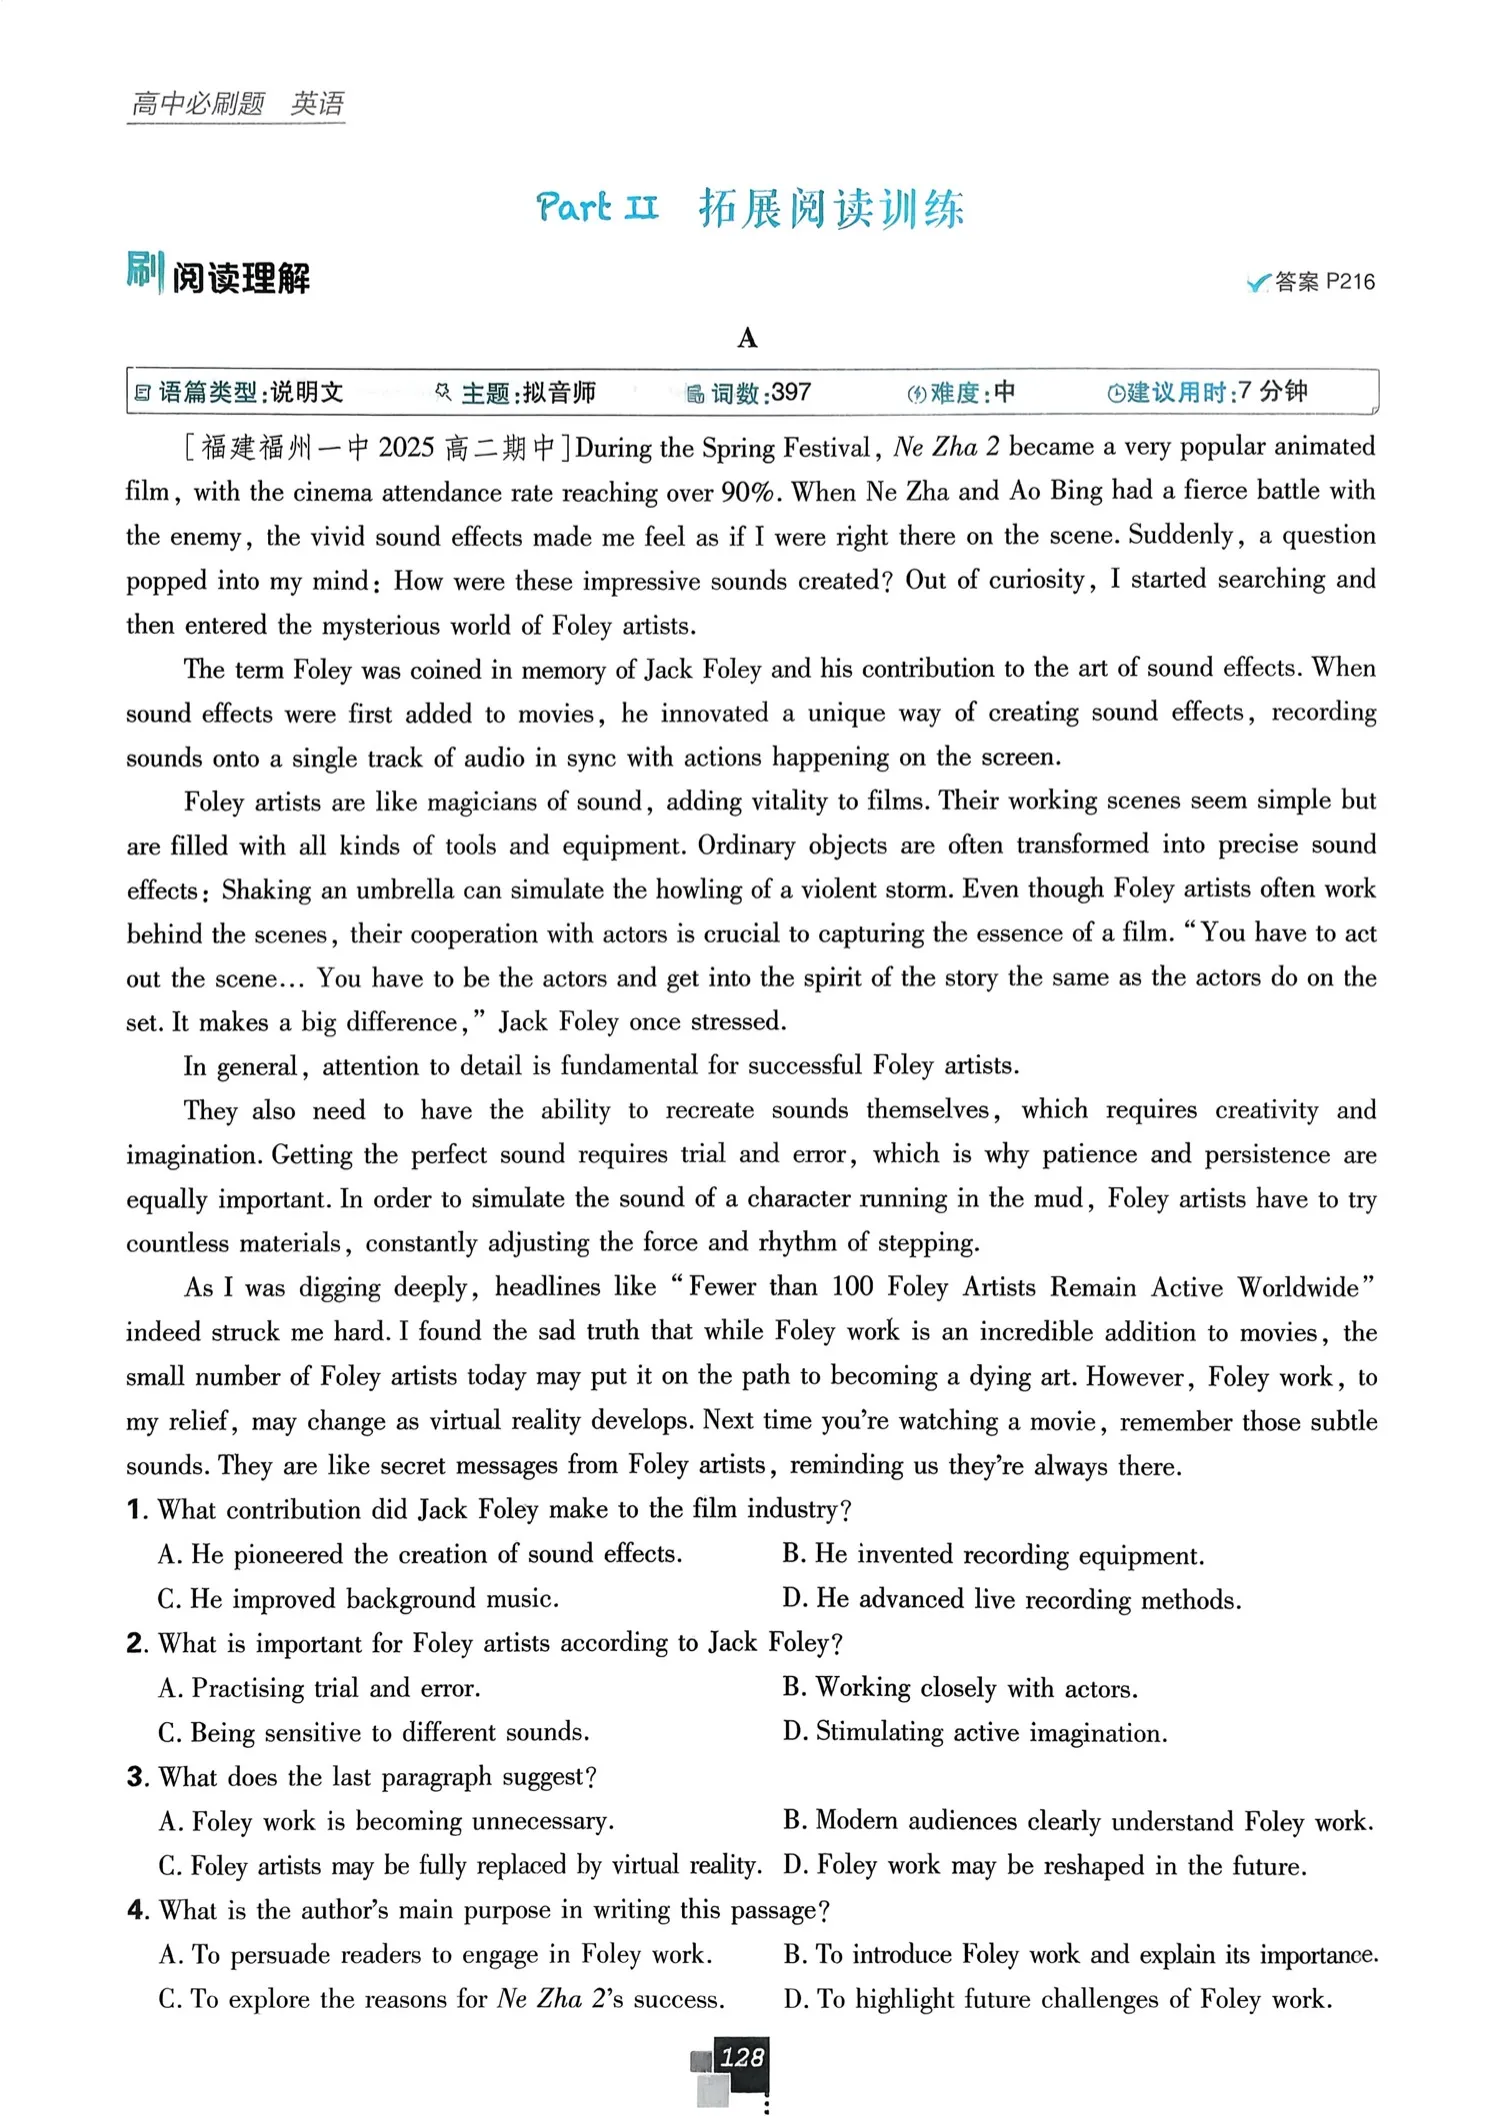 高中必刷题 英语
Part II 拓展阅读训练
刷 阅读理解
答案 P216
A
语篇类型:说明文 主题:拟音师 词数:397 难度:中 建议用时:7 分钟
[福建福州一中 2025 高二期中]During the Spring Festival, Ne Zha 2 became a very popular animated
film, with the cinema attendance rate reaching over 90%. When Ne Zha and Ao Bing had a fierce battle with
the enemy, the vivid sound effects made me feel as if I were right there on the scene. Suddenly, a question
popped into my mind: How were these impressive sounds created? Out of curiosity, I started searching and
then entered the mysterious world of Foley artists.
The term Foley was coined in memory of Jack Foley and his contribution to the art of sound effects. When
sound effects were first added to movies, he innovated a unique way of creating sound effects, recording
sounds onto a single track of audio in sync with actions happening on the screen.
Foley artists are like magicians of sound, adding vitality to films. Their working scenes seem simple but
are filled with all kinds of tools and equipment. Ordinary objects are often transformed into precise sound
effects: Shaking an umbrella can simulate the howling of a violent storm. Even though Foley artists often work
behind the scenes, their cooperation with actors is crucial to capturing the essence of a film. “You have to act
out the scene... You have to be the actors and get into the spirit of the story the same as the actors do on the
set. It makes a big difference,” Jack Foley once stressed.
In general, attention to detail is fundamental for successful Foley artists.
They also need to have the ability to recreate sounds themselves, which requires creativity and
imagination. Getting the perfect sound requires trial and error, which is why patience and persistence are
equally important. In order to simulate the sound of a character running in the mud, Foley artists have to try
countless materials, constantly adjusting the force and rhythm of stepping.
As I was digging deeply, headlines like “Fewer than 100 Foley Artists Remain Active Worldwide”
indeed struck me hard. I found the sad truth that while Foley work is an incredible addition to movies, the
small number of Foley artists today may put it on the path to becoming a dying art. However, Foley work, to
my relief, may change as virtual reality develops. Next time you’re watching a movie, remember those subtle
sounds. They are like secret messages from Foley artists, reminding us they’re always there.
1. What contribution did Jack Foley make to the film industry?
A. He pioneered the creation of sound effects. B. He invented recording equipment.
C. He improved background music. D. He advanced live recording methods.
2. What is important for Foley artists according to Jack Foley?
A. Practising trial and error. B. Working closely with actors.
C. Being sensitive to different sounds. D. Stimulating active imagination.
3. What does the last paragraph suggest?
A. Foley work is becoming unnecessary. B. Modern audiences clearly understand Foley work.
C. Foley artists may be fully replaced by virtual reality. D. Foley work may be reshaped in the future.
4. What is the author’s main purpose in writing this passage?
A. To persuade readers to engage in Foley work. B. To introduce Foley work and explain its importance.
C. To explore the reasons for Ne Zha 2’s success. D. To highlight future challenges of Foley work.
128